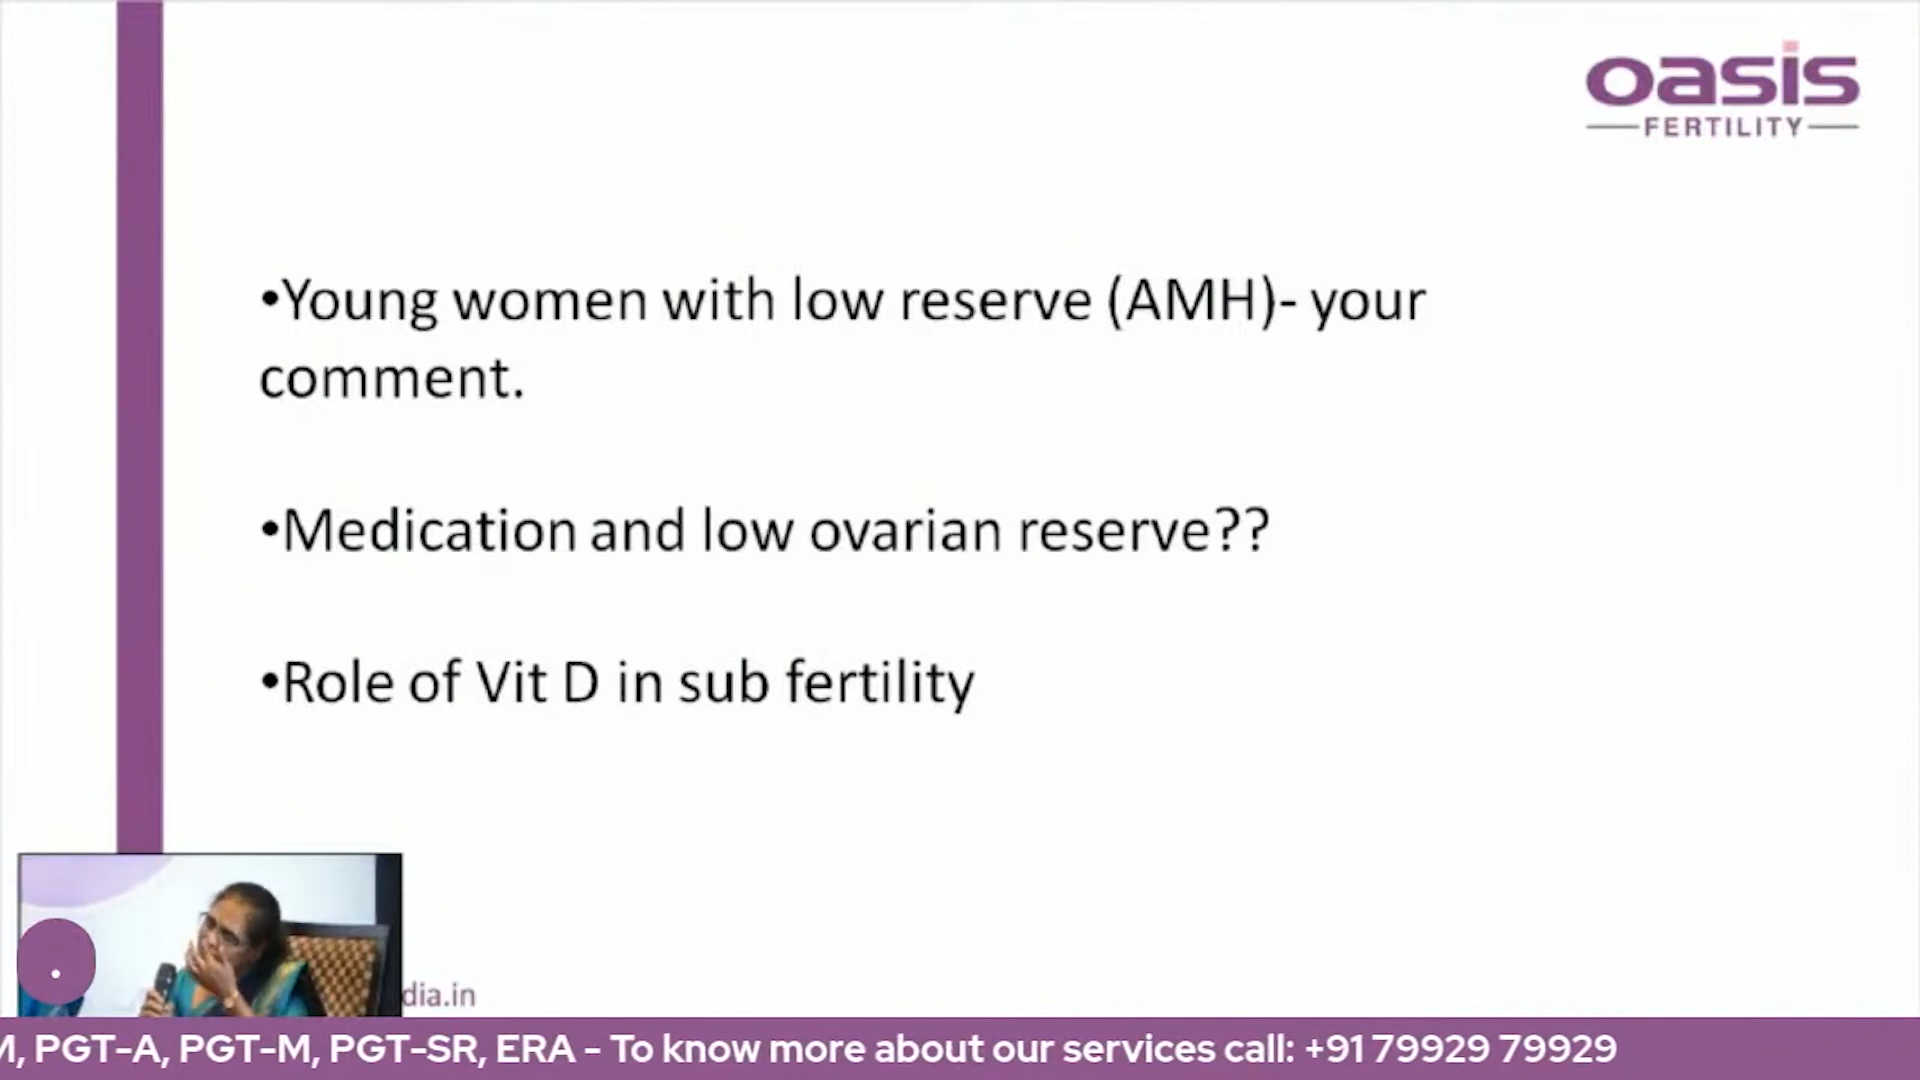 oasis
FERTILITY
•Young women with low reserve (AMH)- your
comment.
•Medication and low ovarian reserve??
•Role of Vit D in sub fertility
dia.in
M, PGT-A, PGT-M, PGT-SR, ERA - To know more about our services call: +91 79929 79929